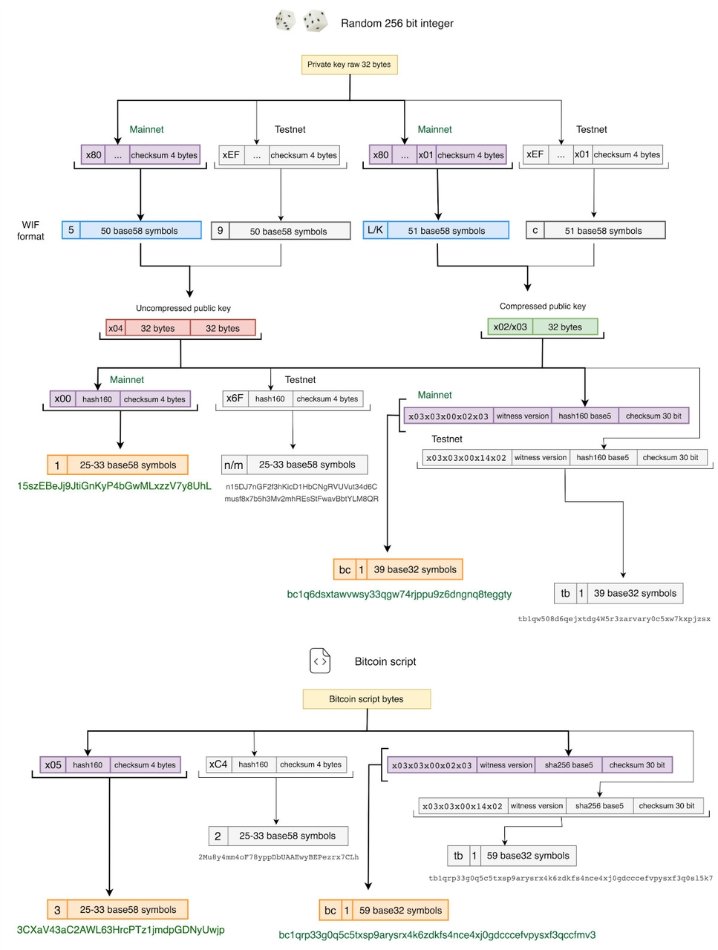 Random 256 bit integer
Private key raw 32 bytes
Mainnet
Testnet
Mainnet
Testnet
x80 ... checksum 4 bytes
xEF ... checksum 4 bytes
x80 ... x01 checksum 4 bytes
xEF ... x01 checksum 4 bytes
WIF
format
5 50 base58 symbols
9 50 base58 symbols
L/K 51 base58 symbols
c 51 base58 symbols
Uncompressed public key
Compressed public key
x04 32 bytes 32 bytes
x02/x03 32 bytes
Mainnet
Testnet
x00 hash160 checksum 4 bytes
x6F hash160 checksum 4 bytes
Mainnet
x03x03x00x02x03 witness version hash160 base5 checksum 30 bit
Testnet
x03x03x00x14x02 witness version hash160 base5 checksum 30 bit
1 25-33 base58 symbols
n/m 25-33 base58 symbols
15szEBeJj9JtiGnKyP4bGwMLxzzV7y8UhL
n15DJ7nGF2f3hKicD1HbCNgRVUVut34d6C
musf8x7b5h3Mv2mhREsStFwavBbtYLM8QR
bc 1 39 base32 symbols
bc1q6dsxtawvwsy33qgw74rjppu9z6dngnq8teggty
tb 1 39 base32 symbols
tb1qw508d6qejxtdg4W5r3zarvary0c5xw7kxpjzsx
Bitcoin script
Bitcoin script bytes
x05 hash160 checksum 4 bytes
xC4 hash160 checksum 4 bytes
x03x03x00x02x03 witness version sha256 base5 checksum 30 bit
x03x03x00x14x02 witness version sha256 base5 checksum 30 bit
2 25-33 base58 symbols
2Mu8y4mm4oF78yppDbUAAEwyBEPezrx7CLh
tb 1 59 base32 symbols
tb1qrp33g0q5c5txsp9arysrx4k6zdkfs4nce4xj0gdcccefvpysxf3q0sl5k7
3 25-33 base58 symbols
3CXaV43aC2AWL63HrcPTz1jmdpGDNyUwjp
bc 1 59 base32 symbols
bc1qrp33g0q5c5txsp9arysrx4k6zdkfs4nce4xj0gdcccefvpysxf3qccfmv3